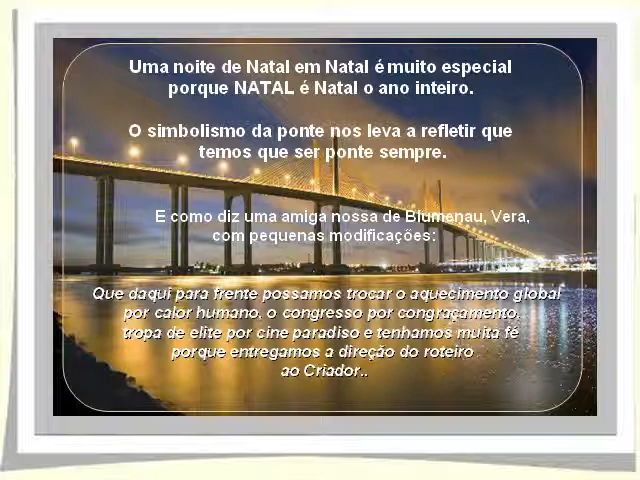 Uma noite de Natal em Natal é muito especial
porque NATAL é Natal o ano inteiro.
O simbolismo da ponte nos leva a refletir que
temos que ser ponte sempre.
E como diz uma amiga nossa de Blumenau, Vera,
com pequenas modificações:
Que daqui para frente possamos trocar o aquecimento global
por calor humano, o congresso por congraçamento,
tropa de elite por cine paradiso e tenhamos muita fé
porque entregamos a direção do roteiro
ao Criador..